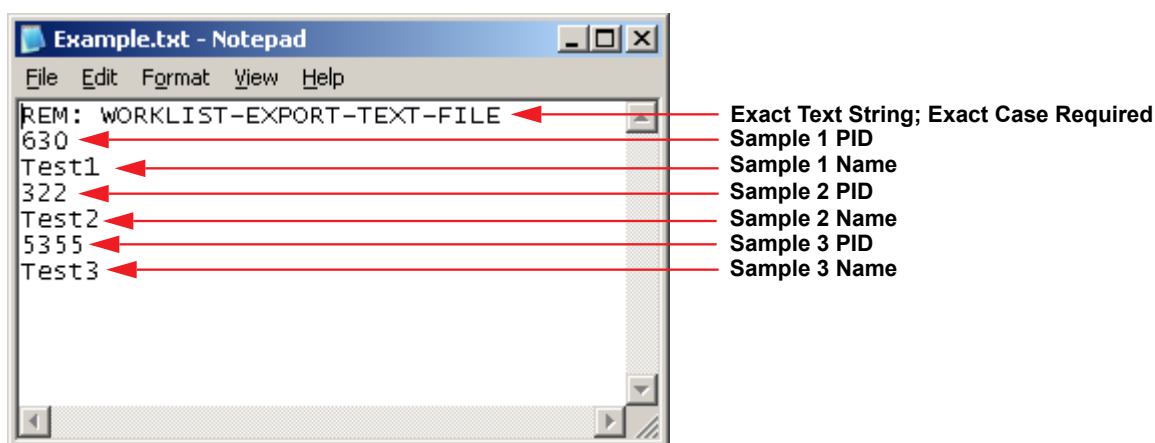 Example.txt - Notepad
File Edit Format View Help
REM: WORKLIST-EXPORT-TEXT-FILE
Exact Text String; Exact Case Required
630
Sample 1 PID
Test1
Sample 1 Name
322
Sample 2 PID
Test2
Sample 2 Name
5355
Sample 3 PID
Test3
Sample 3 Name